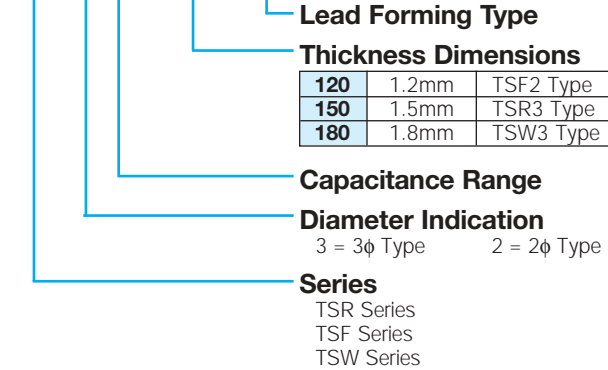 Lead Forming Type
Thickness Dimensions
120 1.2mm TSF2 Type
150 1.5mm TSR3 Type
180 1.8mm TSW3 Type
Capacitance Range
Diameter Indication
3 = 3ϕ Type 2 = 2ϕ Type
Series
TSR Series
TSF Series
TSW Series